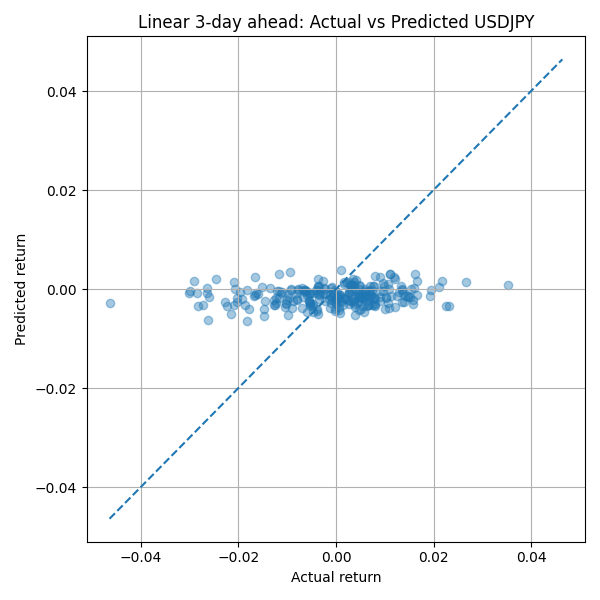 Linear 3-day ahead: Actual vs Predicted USDJPY
Predicted return
0.04
0.02
0.00
−0.02
−0.04
−0.04 −0.02 0.00 0.02 0.04
Actual return